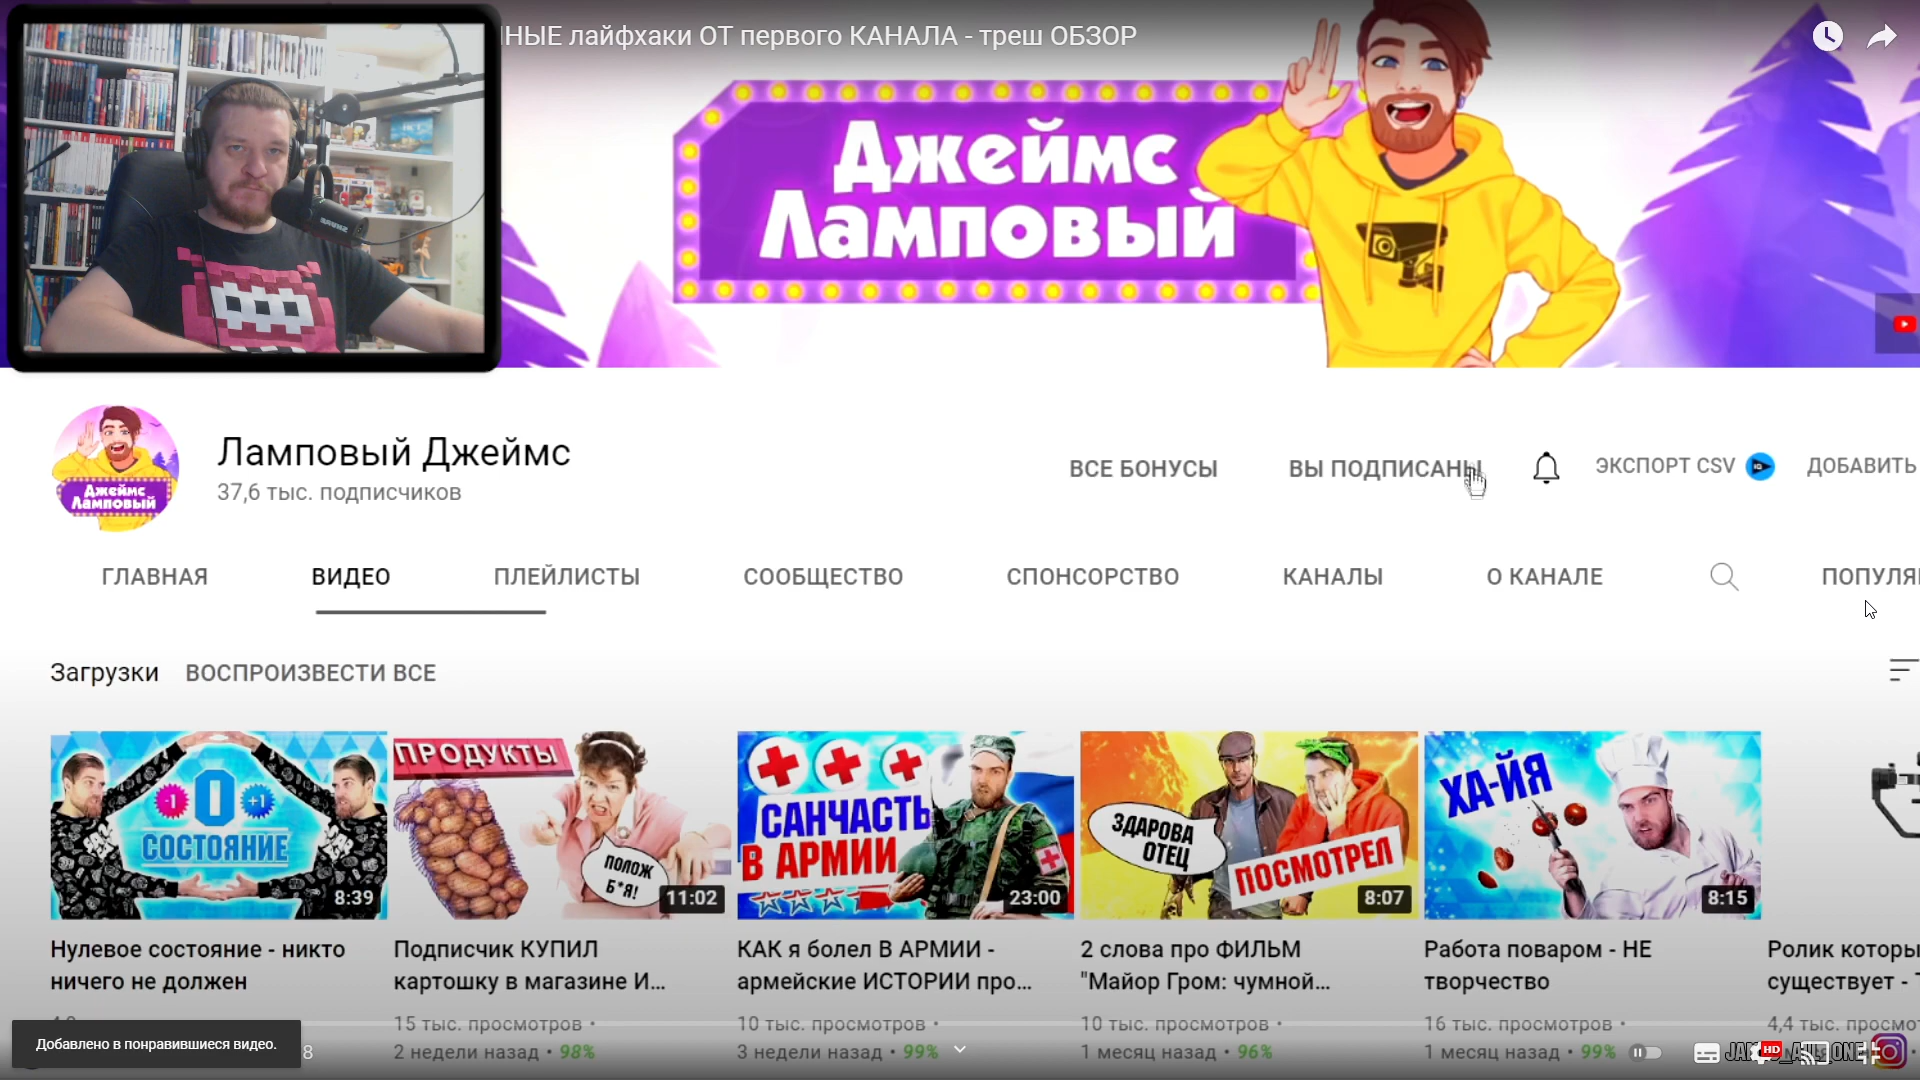 НЫЕ лайфхаки ОТ первого КАНАЛА - треш ОБЗОР
Джеймс
Ламповый
Джеймс
Ламповый
Ламповый Джеймс
37,6 тыс. подписчиков
ВСЕ БОНУСЫ
ВЫ ПОДПИСАНЫ
ЭКСПОРТ CSV
ДОБАВИТЬ
ГЛАВНАЯ
ВИДЕО
ПЛЕЙЛИСТЫ
СООБЩЕСТВО
СПОНСОРСТВО
КАНАЛЫ
О КАНАЛЕ
ПОПУЛЯ
Загрузки
ВОСПРОИЗВЕСТИ ВСЕ
-1 0 +1
СОСТОЯНИЕ
8:39
ПРОДУКТЫ
ПОЛОЖ
Б*Я!
11:02
САНЧАСТЬ
В АРМИИ
23:00
ЗДАРОВА
ОТЕЦ
ПОСМОТРЕЛ
8:07
ХА-ЙЯ
8:15
Нулевое состояние - никто
ничего не должен
Подписчик КУПИЛ
картошку в магазине И...
15 тыс. просмотров •
2 недели назад • 98%
КАК я болел В АРМИИ -
армейские ИСТОРИИ про...
10 тыс. просмотров •
3 недели назад • 99%
2 слова про ФИЛЬМ
"Майор Гром: чумной...
10 тыс. просмотров •
1 месяц назад • 96%
Работа поваром - НЕ
творчество
16 тыс. просмотров •
1 месяц назад • 99%
Ролик которы
существует -
4,4 тыс. просмо
Добавлено в понравившиеся видео.
8
HD